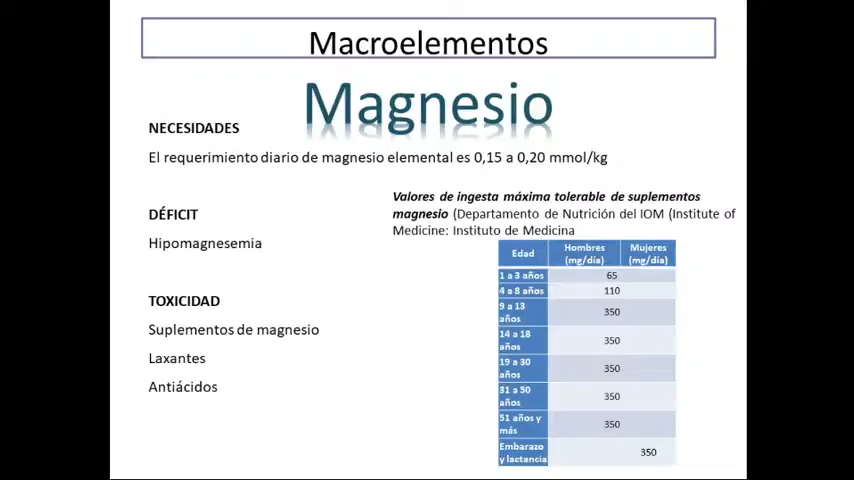 Macroelementos
Magnesio
NECESIDADES
El requerimiento diario de magnesio elemental es 0,15 a 0,20 mmol/kg
DÉFICIT
Hipomagnesemia
TOXICIDAD
Suplementos de magnesio
Laxantes
Antiácidos
Valores de ingesta máxima tolerable de suplementos
magnesio (Departamento de Nutrición del IOM (Institute of
Medicine: Instituto de Medicina
Edad Hombres (mg/día) Mujeres (mg/día)
1 a 3 años 65
4 a 8 años 110
9 a 13 años 350
14 a 18 años 350
19 a 30 años 350
31 a 50 años 350
51 años y más 350
Embarazo y lactancia 350